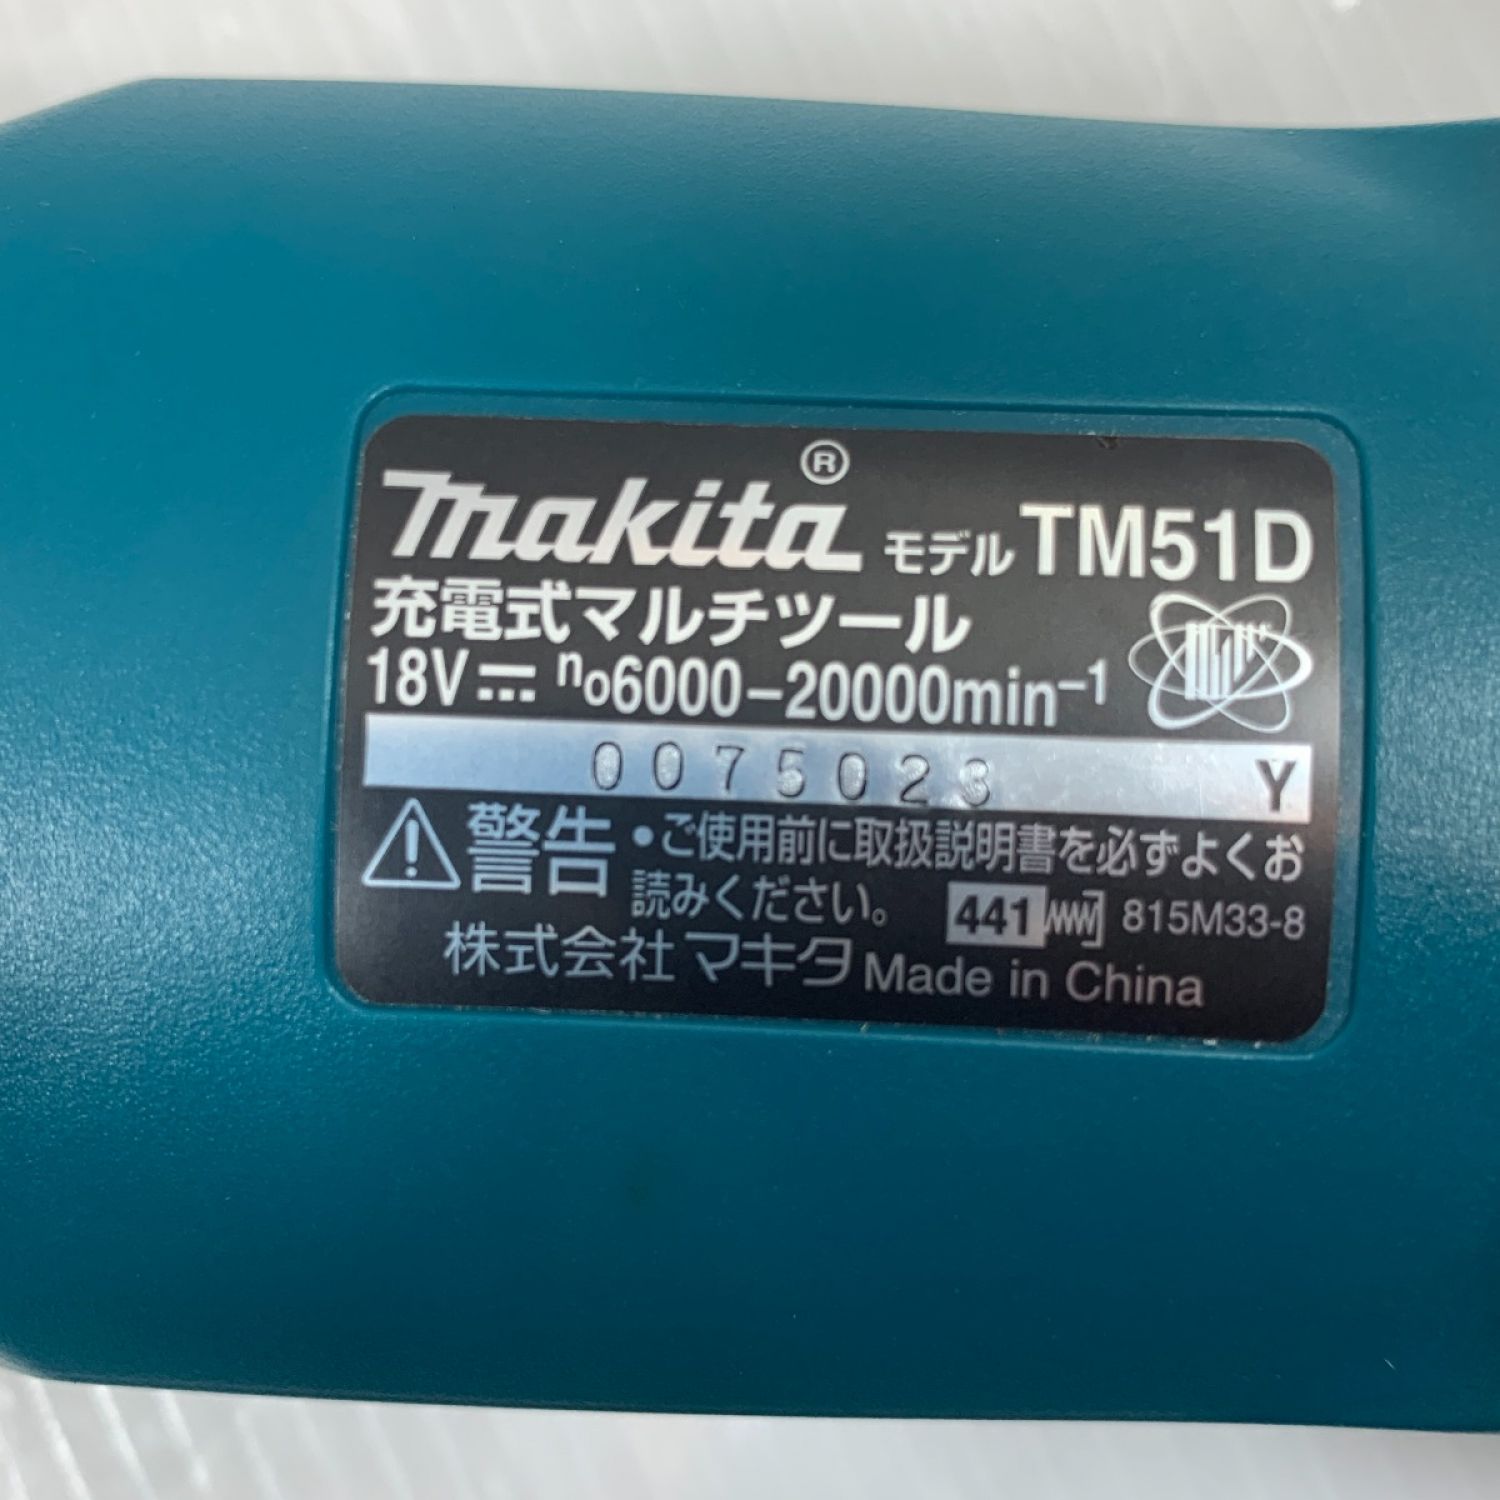 makita® モデル TM51D
充電式マルチツール
18V n₀6000-20000min⁻¹
0075023 Y
警告 •ご使用前に取扱説明書を必ずよくお
読みください。 441 815M33-8
株式会社 マキタ Made in China